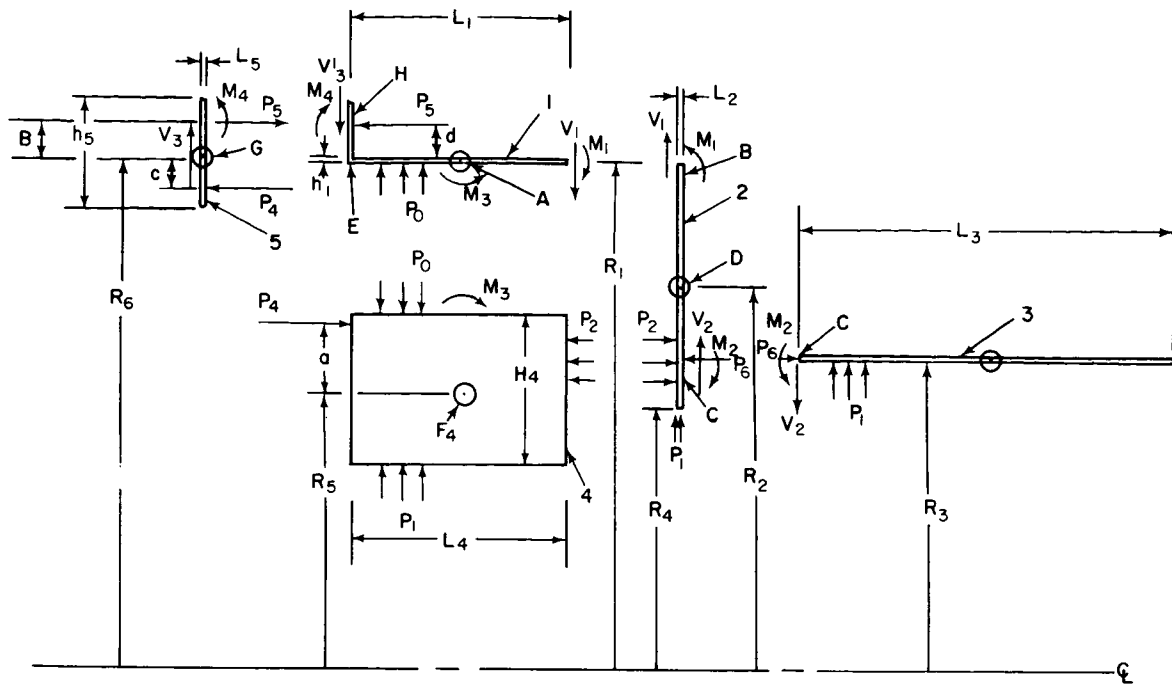 L₁
L₅
V'₃
H
M₄
M₄
P₅
P₅
L₂
1
h₅
B
V₃
d
V₁
M₁
V₁
M₁
G
B
c
h'₁
M₃
2
P₄
E
P₀
A
5
L₃
D
P₀
R₁
R₆
M₃
P₄
P₂
P₂
V₂
M₂
3
M₂
C
P₆
P₆
a
H₄
F₄
C
P₁
V₂
P₁
R₅
4
R₂
R₃
P₁
R₄
L₄
℄